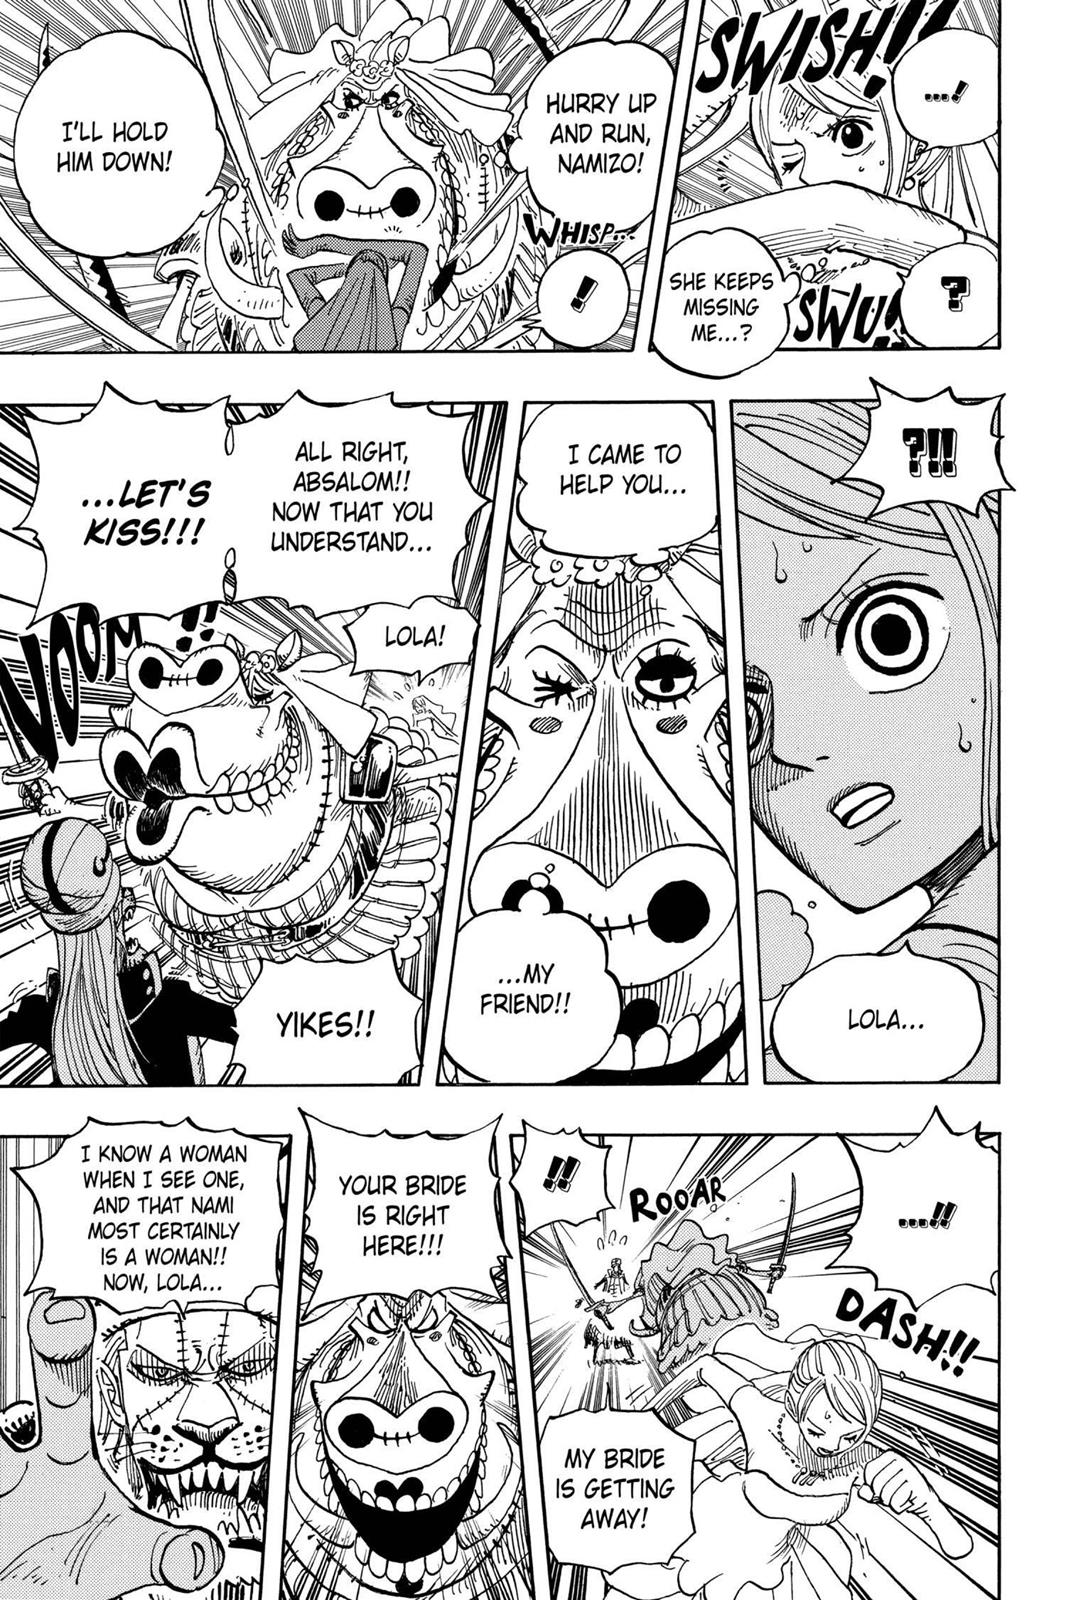 SWISH!!
...!
?
SHE KEEPS
MISSING
ME...?
HURRY UP
AND RUN,
NAMIZO!
WHISP...
!
I'LL HOLD
HIM DOWN!
?!!
LOLA...
I CAME TO
HELP YOU...
...MY
FRIEND!!
ALL RIGHT,
ABSALOM!!
NOW THAT YOU
UNDERSTAND...
...LET'S
KISS!!!
LOLA!
VOOM!!
YIKES!!
...!!
DASH!!
!!
ROOAR
MY BRIDE
IS GETTING
AWAY!
YOUR BRIDE
IS RIGHT
HERE!!!
I KNOW A WOMAN
WHEN I SEE ONE,
AND THAT NAMI
MOST CERTAINLY
IS A WOMAN!!
NOW, LOLA...